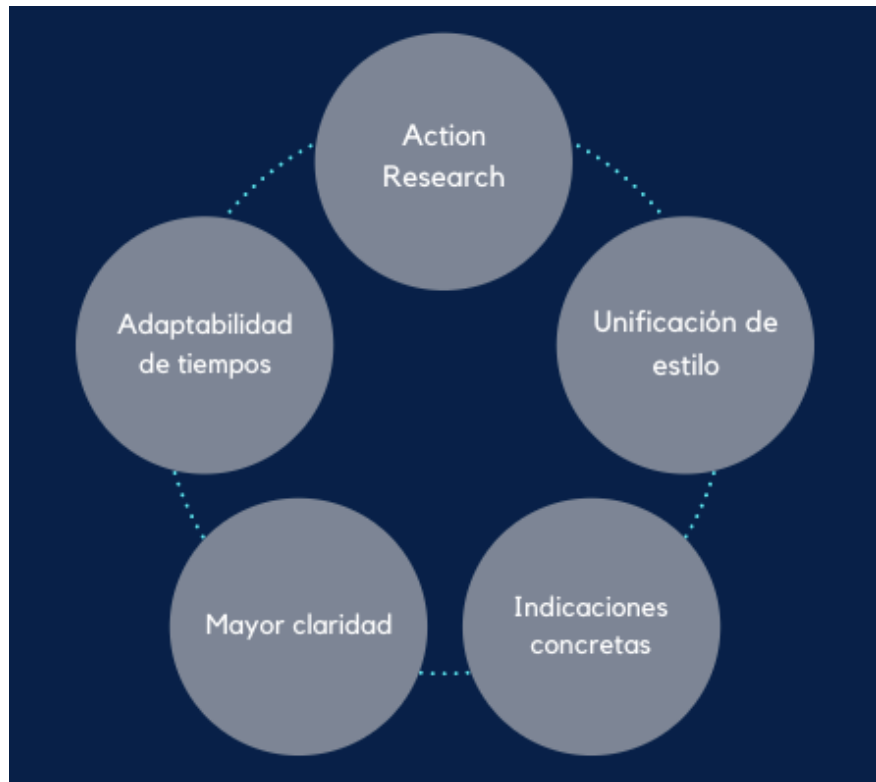 Action
Research
Unificación de
estilo
Indicaciones
concretas
Mayor claridad
Adaptabilidad
de tiempos